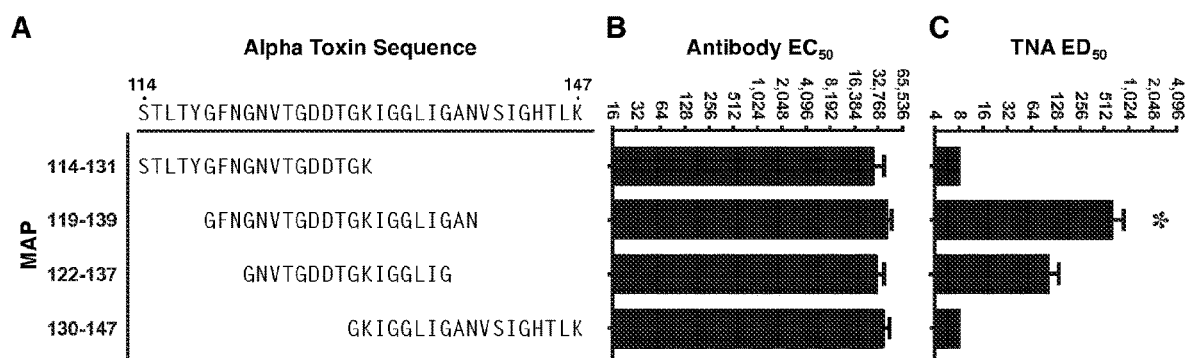 A
Alpha Toxin Sequence
114
147
STLTYGFNGNVTGDDTGKIGGLIGANVSIGHTLK
MAP
114-131
STLTYGFNGNVTGDDTGK
119-139
GFNGNVTGDDTGKIGGLIGAN
122-137
GNVTGDDTGKIGGLIG
130-147
GKIGGLIGANVSIGHTLK
B
Antibody EC50
16
32
64
128
256
512
1,024
2,048
4,096
8,192
16,384
32,768
65,536
C
TNA ED50
4
8
16
32
64
128
256
512
1,024
2,048
4,096
*